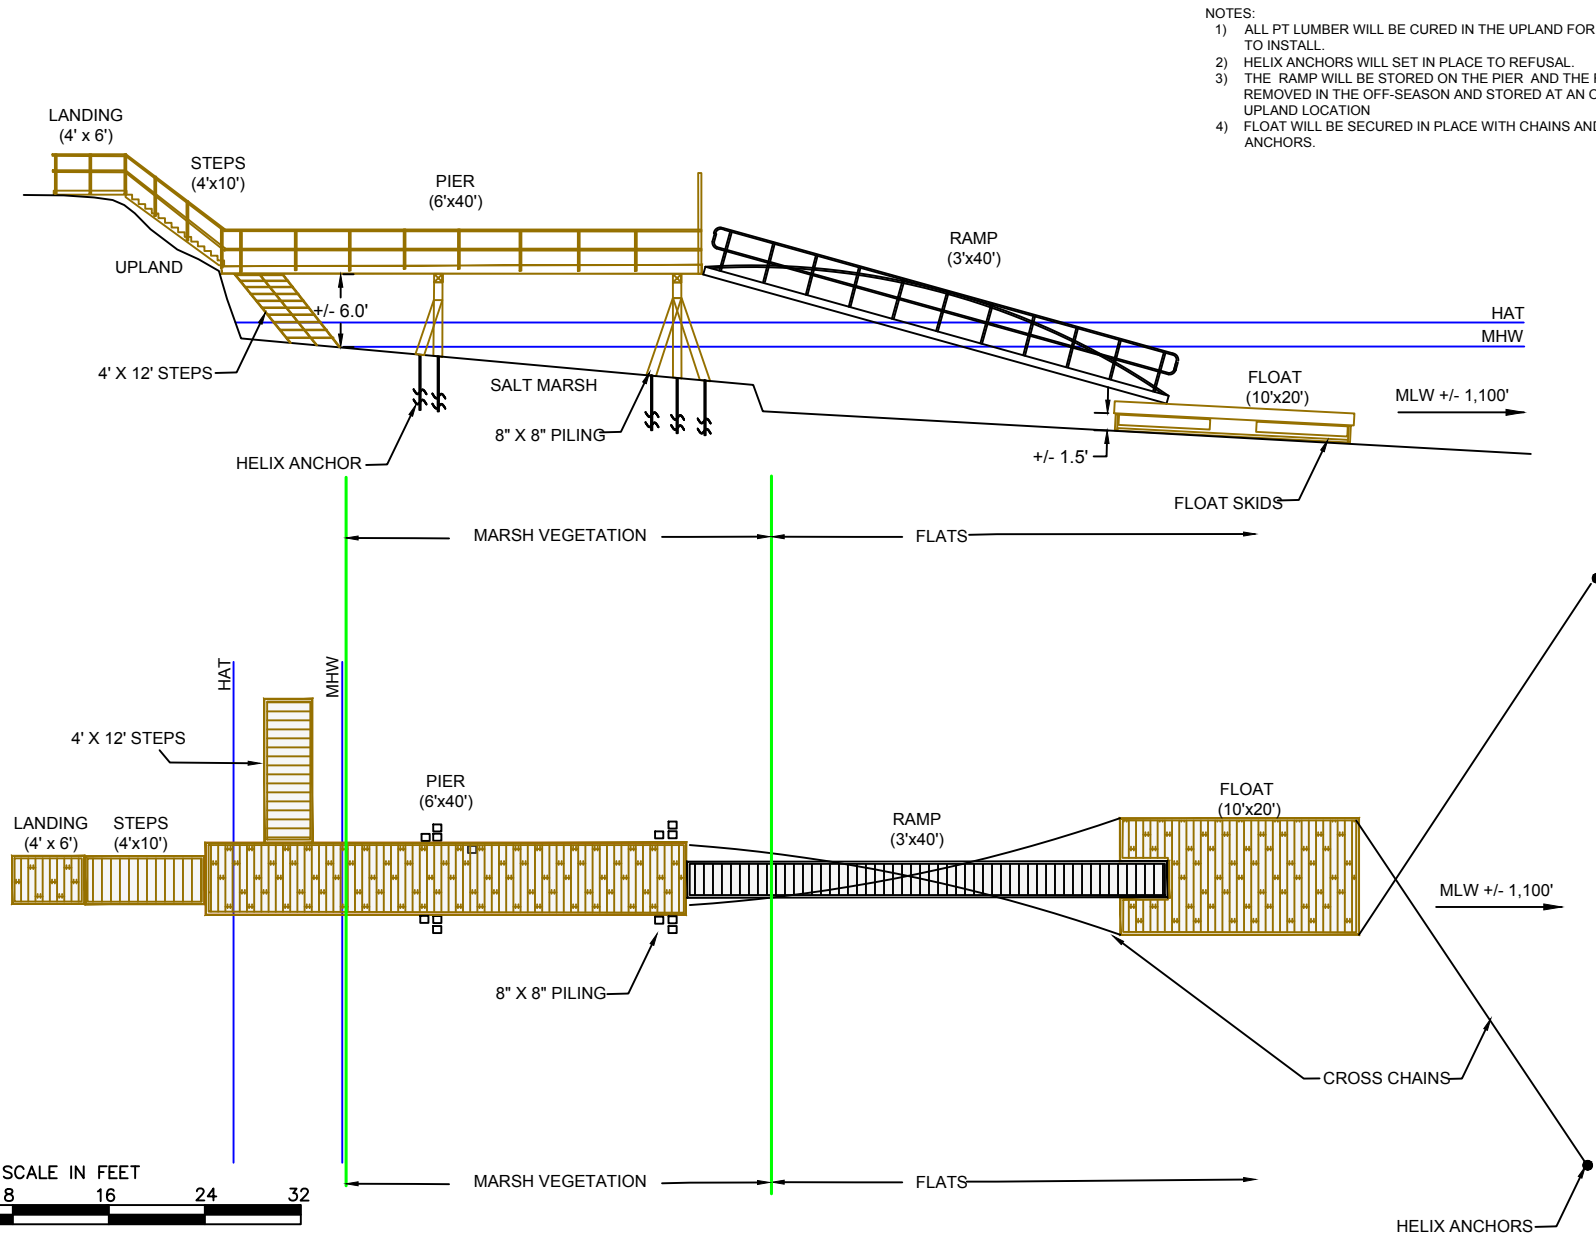 NOTES:
1) ALL PT LUMBER WILL BE CURED IN THE UPLAND FOR
TO INSTALL.
2) HELIX ANCHORS WILL SET IN PLACE TO REFUSAL.
3) THE RAMP WILL BE STORED ON THE PIER AND THE
REMOVED IN THE OFF-SEASON AND STORED AT AN
UPLAND LOCATION
4) FLOAT WILL BE SECURED IN PLACE WITH CHAINS AND
ANCHORS.
LANDING
(4' x 6')
STEPS
(4'x10')
PIER
(6'x40')
RAMP
(3'x40')
UPLAND
+/- 6.0'
HAT
MHW
4' X 12' STEPS
SALT MARSH
FLOAT
(10'x20')
MLW +/- 1,100'
8" X 8" PILING
HELIX ANCHOR
+/- 1.5'
FLOAT SKIDS
MARSH VEGETATION
FLATS
HAT
MHW
4' X 12' STEPS
PIER
(6'x40')
LANDING
(4' x 6')
STEPS
(4'x10')
RAMP
(3'x40')
FLOAT
(10'x20')
MLW +/- 1,100'
8" X 8" PILING
CROSS CHAINS
SCALE IN FEET
8 16 24 32
MARSH VEGETATION
FLATS
HELIX ANCHORS